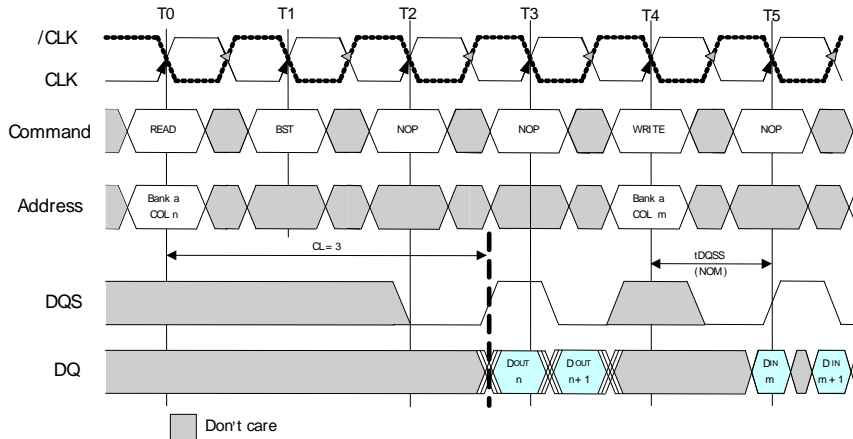 T0 T1 T2 T3 T4 T5
/CLK
CLK
Command READ BST NOP NOP WRITE NOP
Address Bank a COL n Bank a COL m
CL = 3
tDQSS
(NOM)
DQS
DQ DOUT n DOUT n+1 DIN m DIN m+1
Don't care